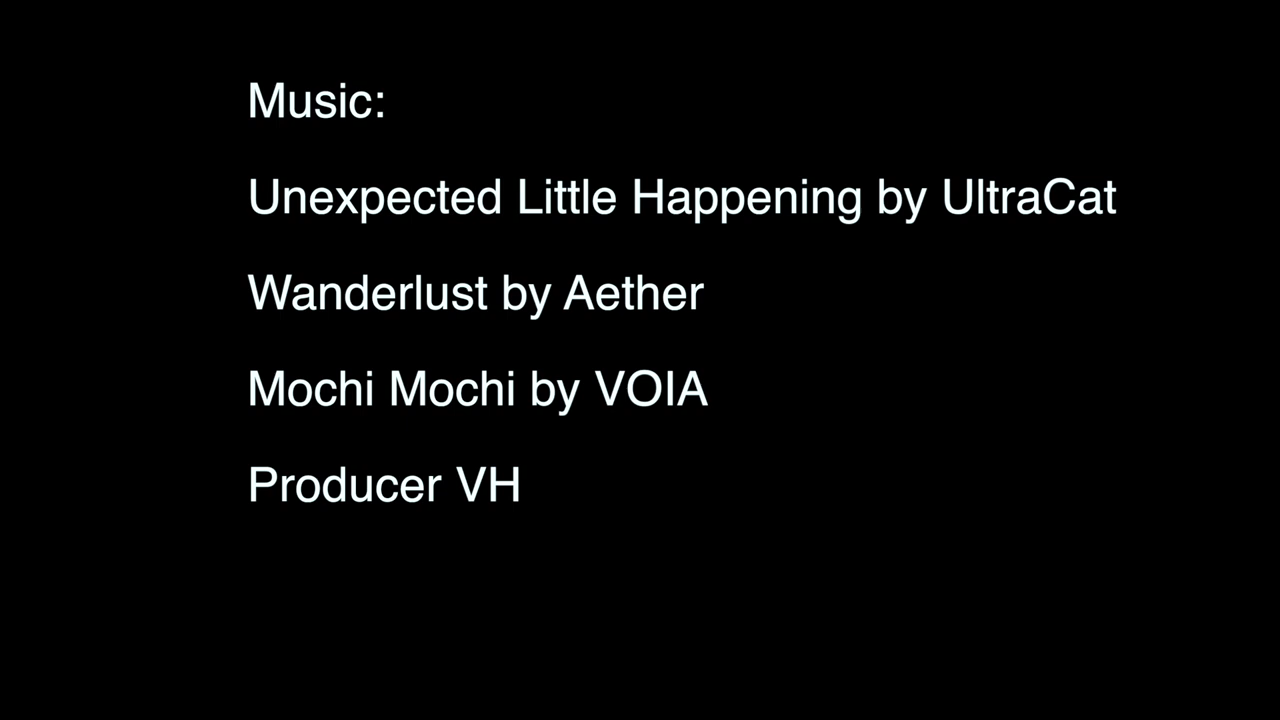 Music:
Unexpected Little Happening by UltraCat
Wanderlust by Aether
Mochi Mochi by VOIA
Producer VH